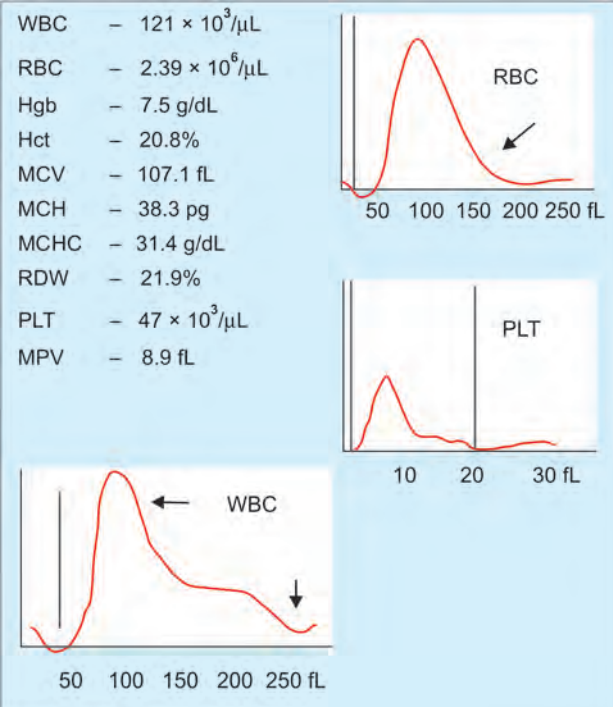 WBC – 121 × 10³/μL
RBC – 2.39 × 10⁶/μL
Hgb – 7.5 g/dL
Hct – 20.8%
MCV – 107.1 fL
MCH – 38.3 pg
MCHC – 31.4 g/dL
RDW – 21.9%
PLT – 47 × 10³/μL
MPV – 8.9 fL
RBC
50 100 150 200 250 fL
PLT
10 20 30 fL
WBC
50 100 150 200 250 fL